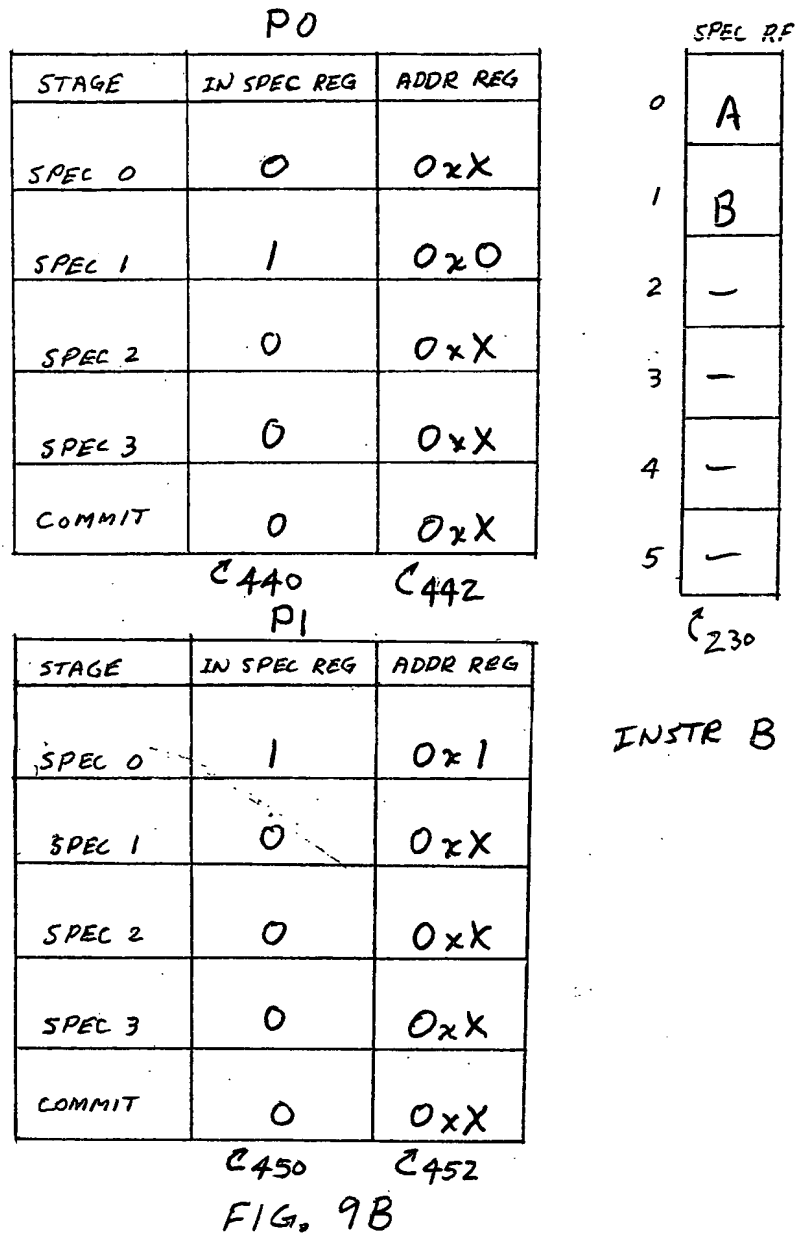 P0
STAGE IN SPEC REG ADDR REG
SPEC 0 0 0xX
SPEC 1 1 0x0
SPEC 2 0 0xX
SPEC 3 0 0xX
COMMIT 0 0xX
440 442
SPEC RF
0 A
1 B
2 —
3 —
4 —
5 —
230
P1
STAGE IN SPEC REG ADDR REG
SPEC 0 1 0x1
SPEC 1 0 0xX
SPEC 2 0 0xX
SPEC 3 0 0xX
COMMIT 0 0xX
450 452
INSTR B
FIG. 9B